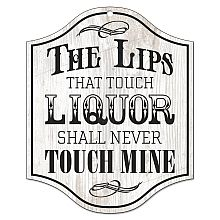 THE LIPS
THAT TOUCH
LIQUOR
SHALL NEVER
TOUCH MINE